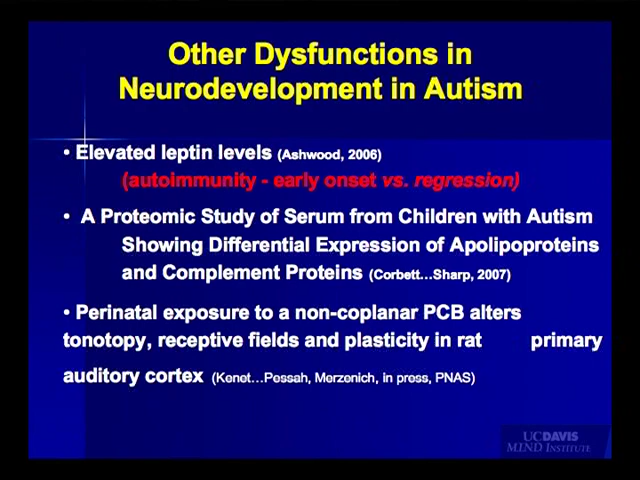 Other Dysfunctions in
Neurodevelopment in Autism
• Elevated leptin levels (Ashwood, 2006)
(autoimmunity - early onset vs. regression)
• A Proteomic Study of Serum from Children with Autism
Showing Differential Expression of Apolipoproteins
and Complement Proteins (Corbett…Sharp, 2007)
• Perinatal exposure to a non-coplanar PCB alters
tonotopy, receptive fields and plasticity in rat primary
auditory cortex (Kenet…Pessah, Merzenich, in press, PNAS)
UCDAVIS
MIND INSTITUTE